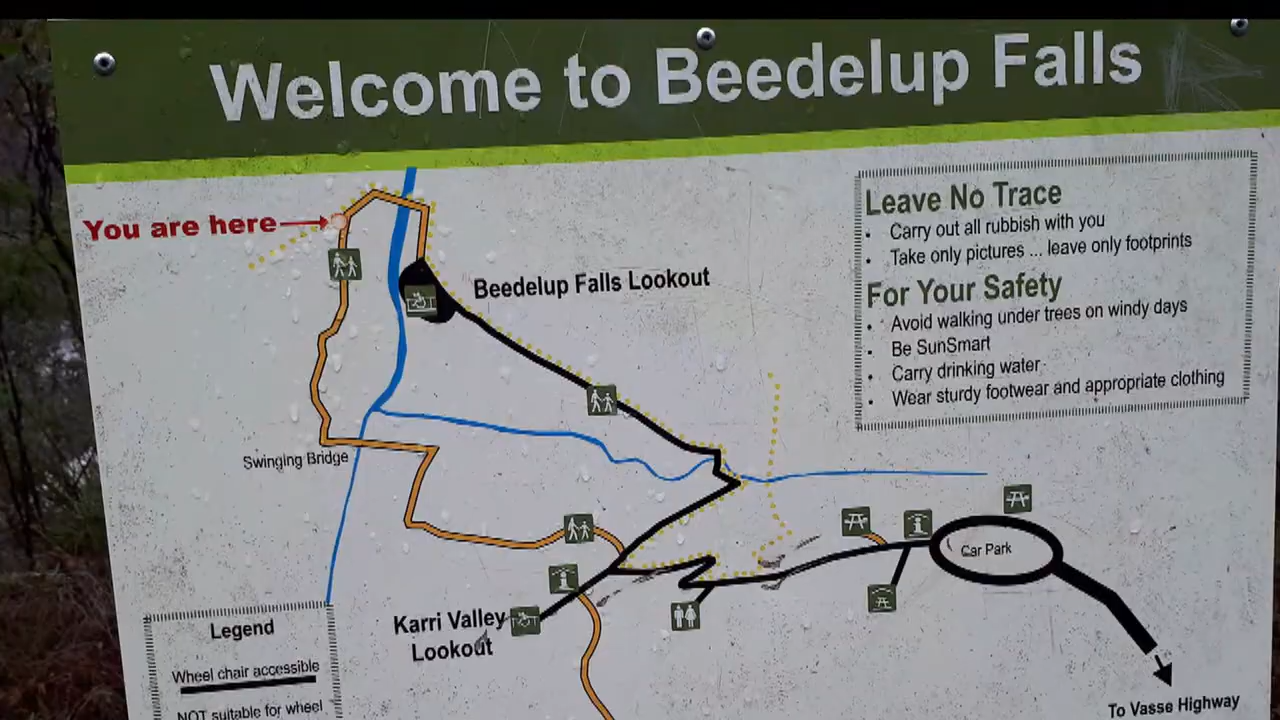 Welcome to Beedelup Falls
You are here
Leave No Trace
• Carry out all rubbish with you
• Take only pictures ... leave only footprints
For Your Safety
• Avoid walking under trees on windy days
• Be SunSmart
• Carry drinking water
• Wear sturdy footwear and appropriate clothing
Beedelup Falls Lookout
Swinging Bridge
Car Park
Karri Valley
Lookout
Legend
Wheel chair accessible
NOT suitable for wheel
To Vasse Highway